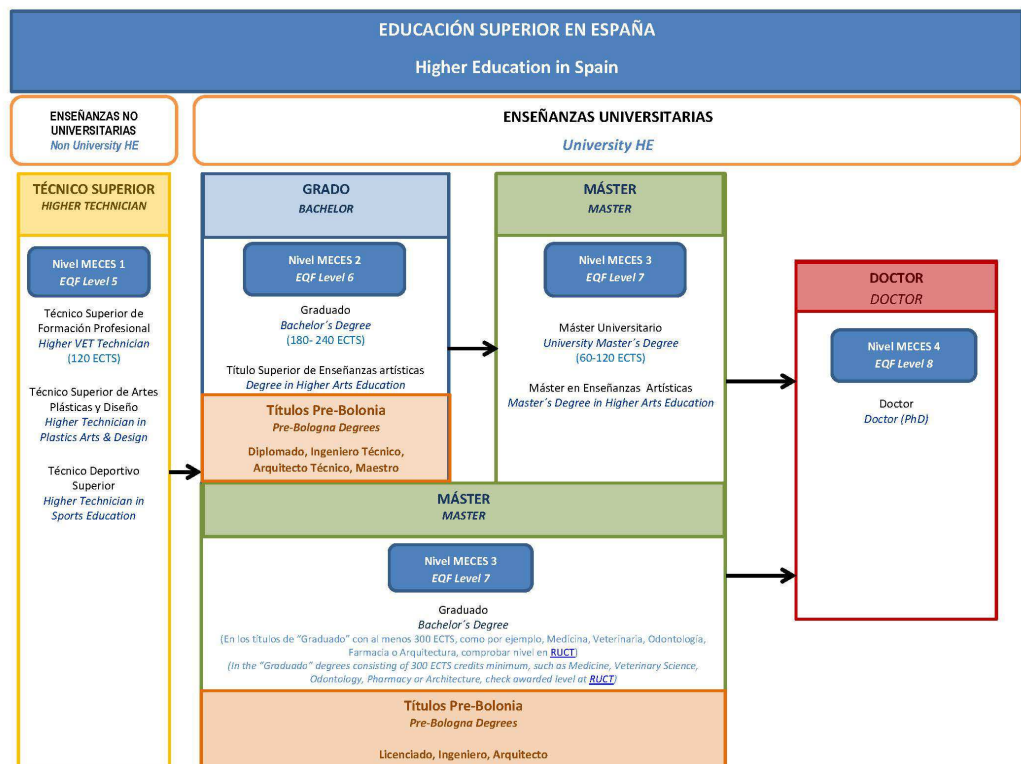 EDUCACIÓN SUPERIOR EN ESPAÑA
Higher Education in Spain
ENSEÑANZAS NO
UNIVERSITARIAS
Non University HE
ENSEÑANZAS UNIVERSITARIAS
University HE
TÉCNICO SUPERIOR
HIGHER TECHNICIAN
Nivel MECES 1
EQF Level 5
Técnico Superior de
Formación Profesional
Higher VET Technician
(120 ECTS)
Técnico Superior de Artes
Plásticas y Diseño
Higher Technician in
Plastics Arts & Design
Técnico Deportivo
Superior
Higher Technician in
Sports Education
GRADO
BACHELOR
Nivel MECES 2
EQF Level 6
Graduado
Bachelor´s Degree
(180- 240 ECTS)
Título Superior de Enseñanzas artísticas
Degree in Higher Arts Education
Títulos Pre-Bolonia
Pre-Bologna Degrees
Diplomado, Ingeniero Técnico,
Arquitecto Técnico, Maestro
MÁSTER
MASTER
Nivel MECES 3
EQF Level 7
Máster Universitario
University Master´s Degree
(60-120 ECTS)
Máster en Enseñanzas Artísticas
Master´s Degree in Higher Arts Education
MÁSTER
MASTER
Nivel MECES 3
EQF Level 7
Graduado
Bachelor´s Degree
(En los títulos de "Graduado" con al menos 300 ECTS, como por ejemplo, Medicina, Veterinaria, Odontología,
Farmacia o Arquitectura, comprobar nivel en RUCT)
(In the "Graduado" degrees consisting of 300 ECTS credits minimum, such as Medicine, Veterinary Science,
Odontology, Pharmacy or Architecture, check awarded level at RUCT)
Títulos Pre-Bolonia
Pre-Bologna Degrees
Licenciado, Ingeniero, Arquitecto
DOCTOR
DOCTOR
Nivel MECES 4
EQF Level 8
Doctor
Doctor (PhD)